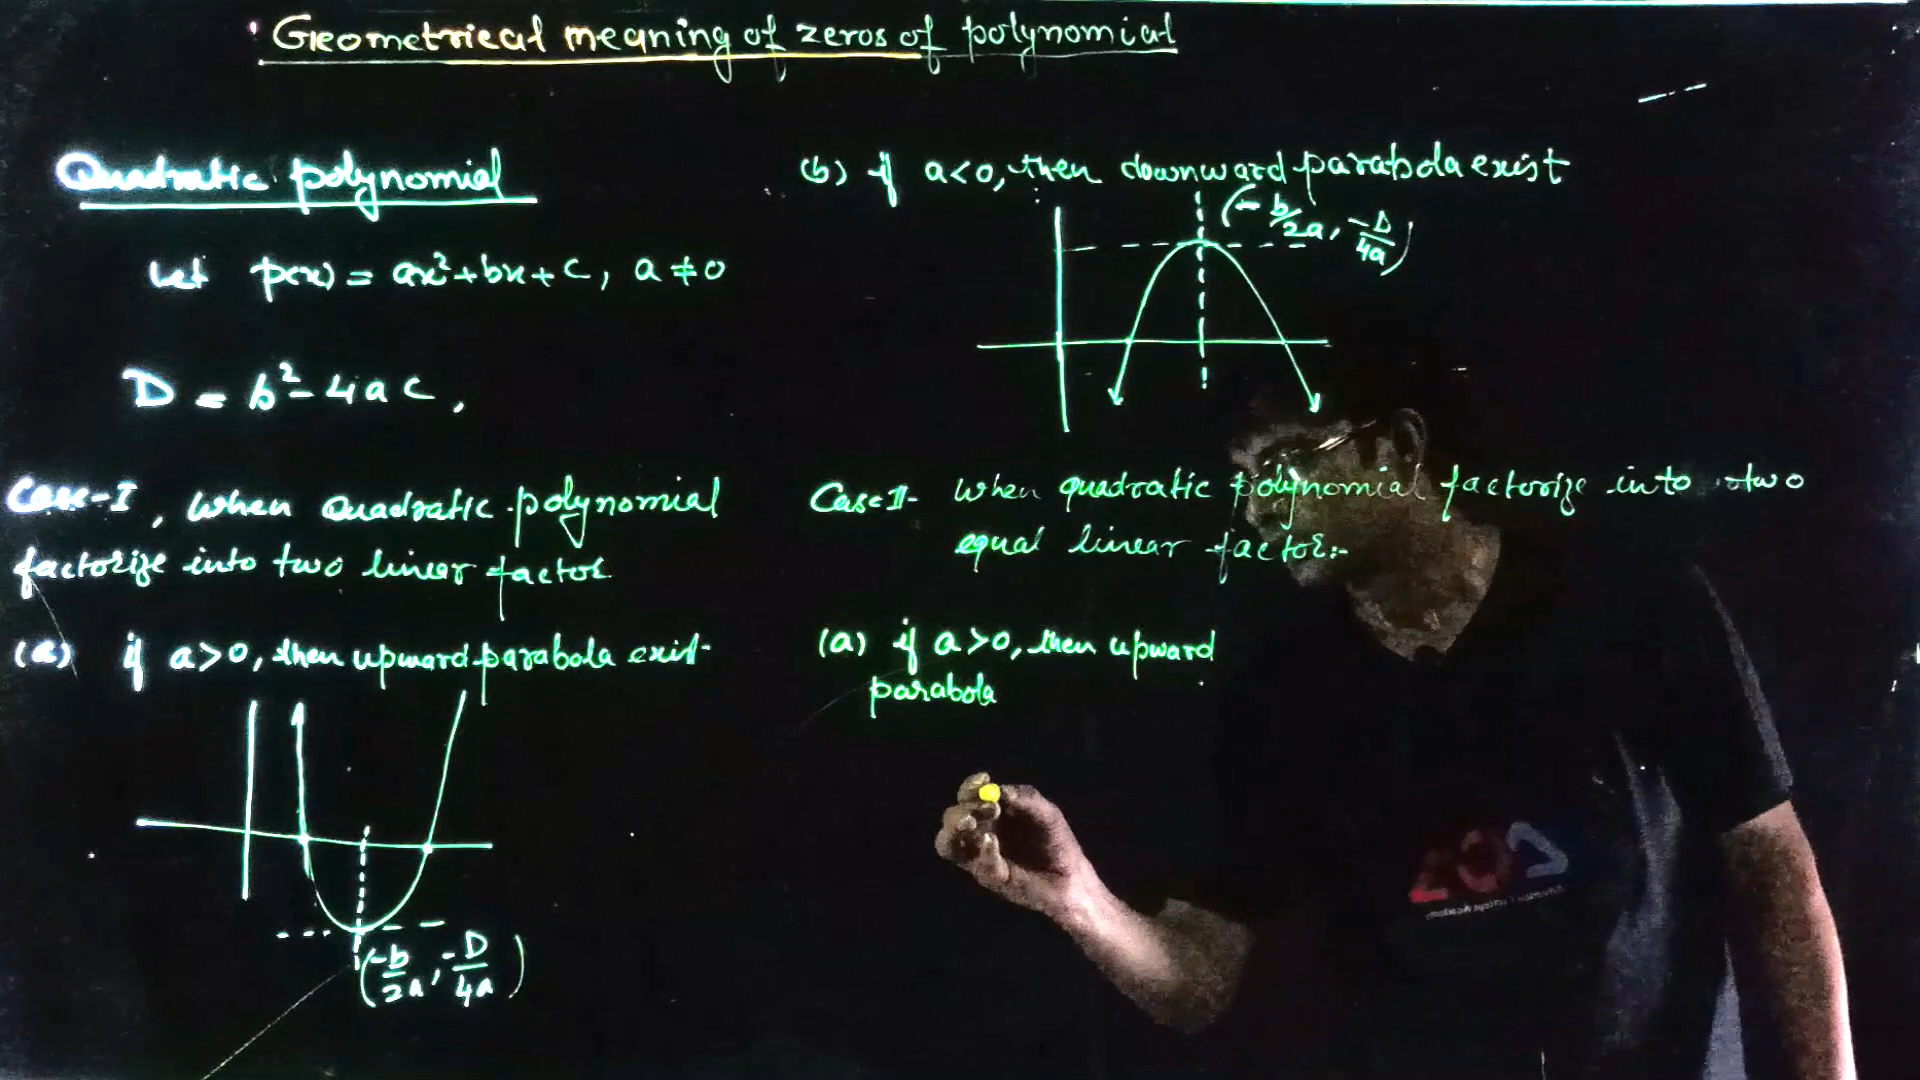 Geometrical meaning of zeros of polynomial
Quadratic polynomial
Let p(x) = ax²+bx+c, a≠0
D = b²-4ac,
Case-I, When Quadratic polynomial
factorize into two linear factor.
(a) if a>0, then upward parabola exist.
(-b/2a, -D/4a)
(b) if a<0, then downward parabola exist
(-b/2a, -D/4a)
Case II- When quadratic polynomial factorize into two
equal linear factor:-
(a) if a>0, then upward
parabola